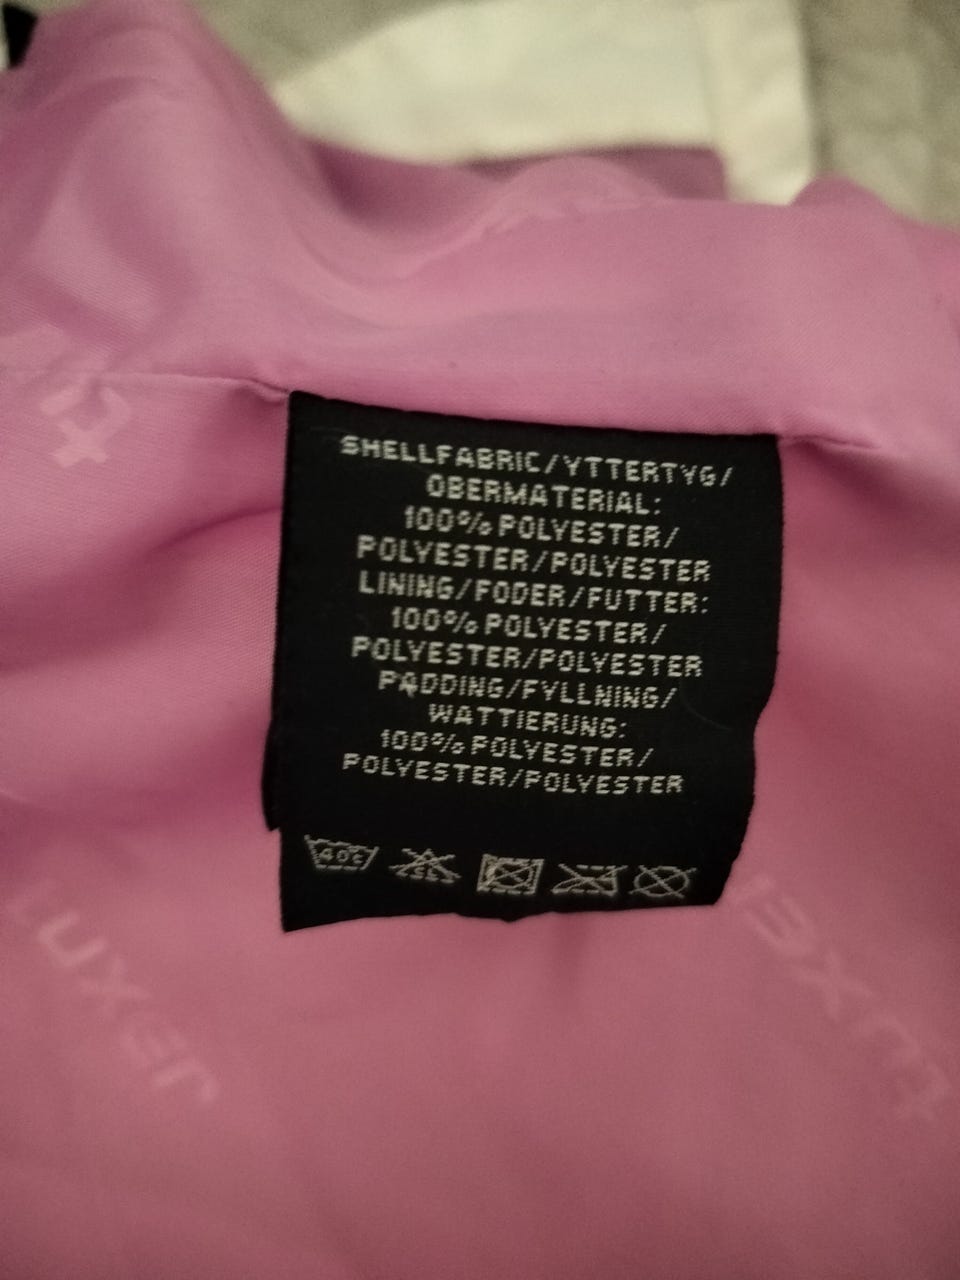 SHELLFABRIC/YTTERTYG/
OBERMATERIAL:
100% POLYESTER/
POLYESTER/POLYESTER
LINING/FODER/FUTTER:
100% POLYESTER/
POLYESTER/POLYESTER
PADDING/FYLLNING/
WATTIERUNG:
100% POLYESTER/
POLYESTER/POLYESTER
40c